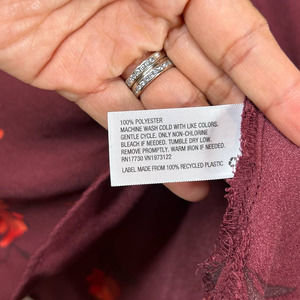 100% POLYESTER
MACHINE WASH COLD WITH LIKE COLORS.
GENTLE CYCLE. ONLY NON-CHLORINE
BLEACH IF NEEDED. TUMBLE DRY LOW.
REMOVE PROMPTLY. WARM IRON IF NEEDED.
RN17730 VN1973122
LABEL MADE FROM 100% RECYCLED PLASTIC.